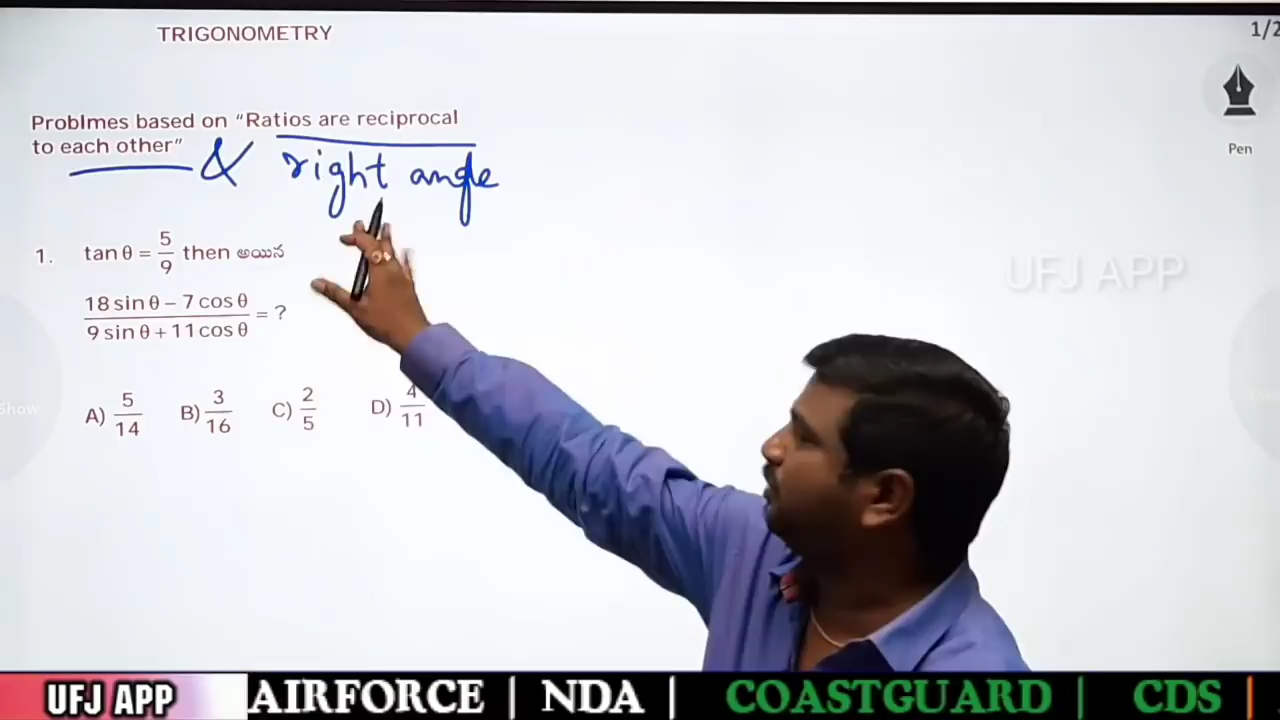 TRIGONOMETRY
1/2
Pen
Problmes based on “Ratios are reciprocal
to each other”
& right angle
1. tan θ = 5/9 then అయిన
(18 sin θ – 7 cos θ)/(9 sin θ + 11 cos θ) = ?
A) 5/14 B) 3/16 C) 2/5 D) 4/11
UFJ APP
Show
UFJ APP AIRFORCE | NDA | COASTGUARD | CDS |